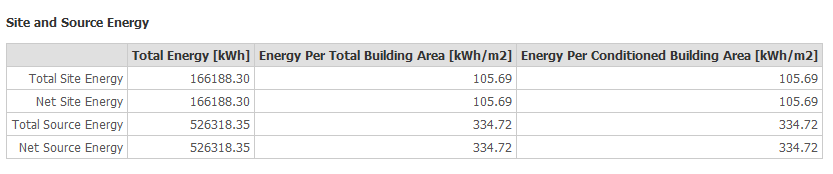 Site and Source Energy
Total Energy [kWh] Energy Per Total Building Area [kWh/m2] Energy Per Conditioned Building Area [kWh/m2]
Total Site Energy 166188.30 105.69 105.69
Net Site Energy 166188.30 105.69 105.69
Total Source Energy 526318.35 334.72 334.72
Net Source Energy 526318.35 334.72 334.72